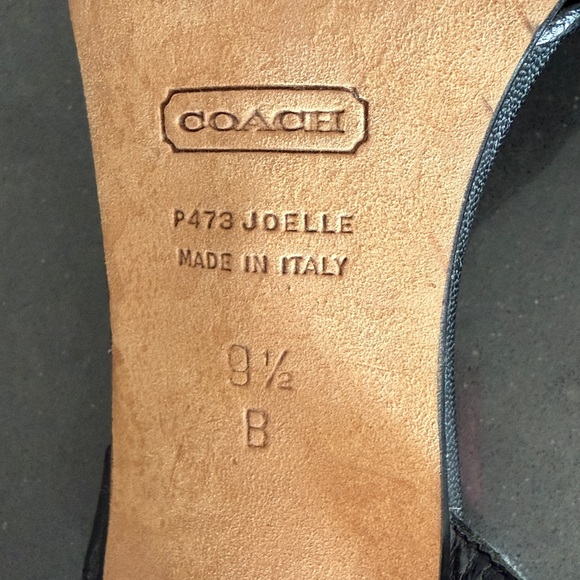 COACH
P473 JOELLE
MADE IN ITALY
9½
B